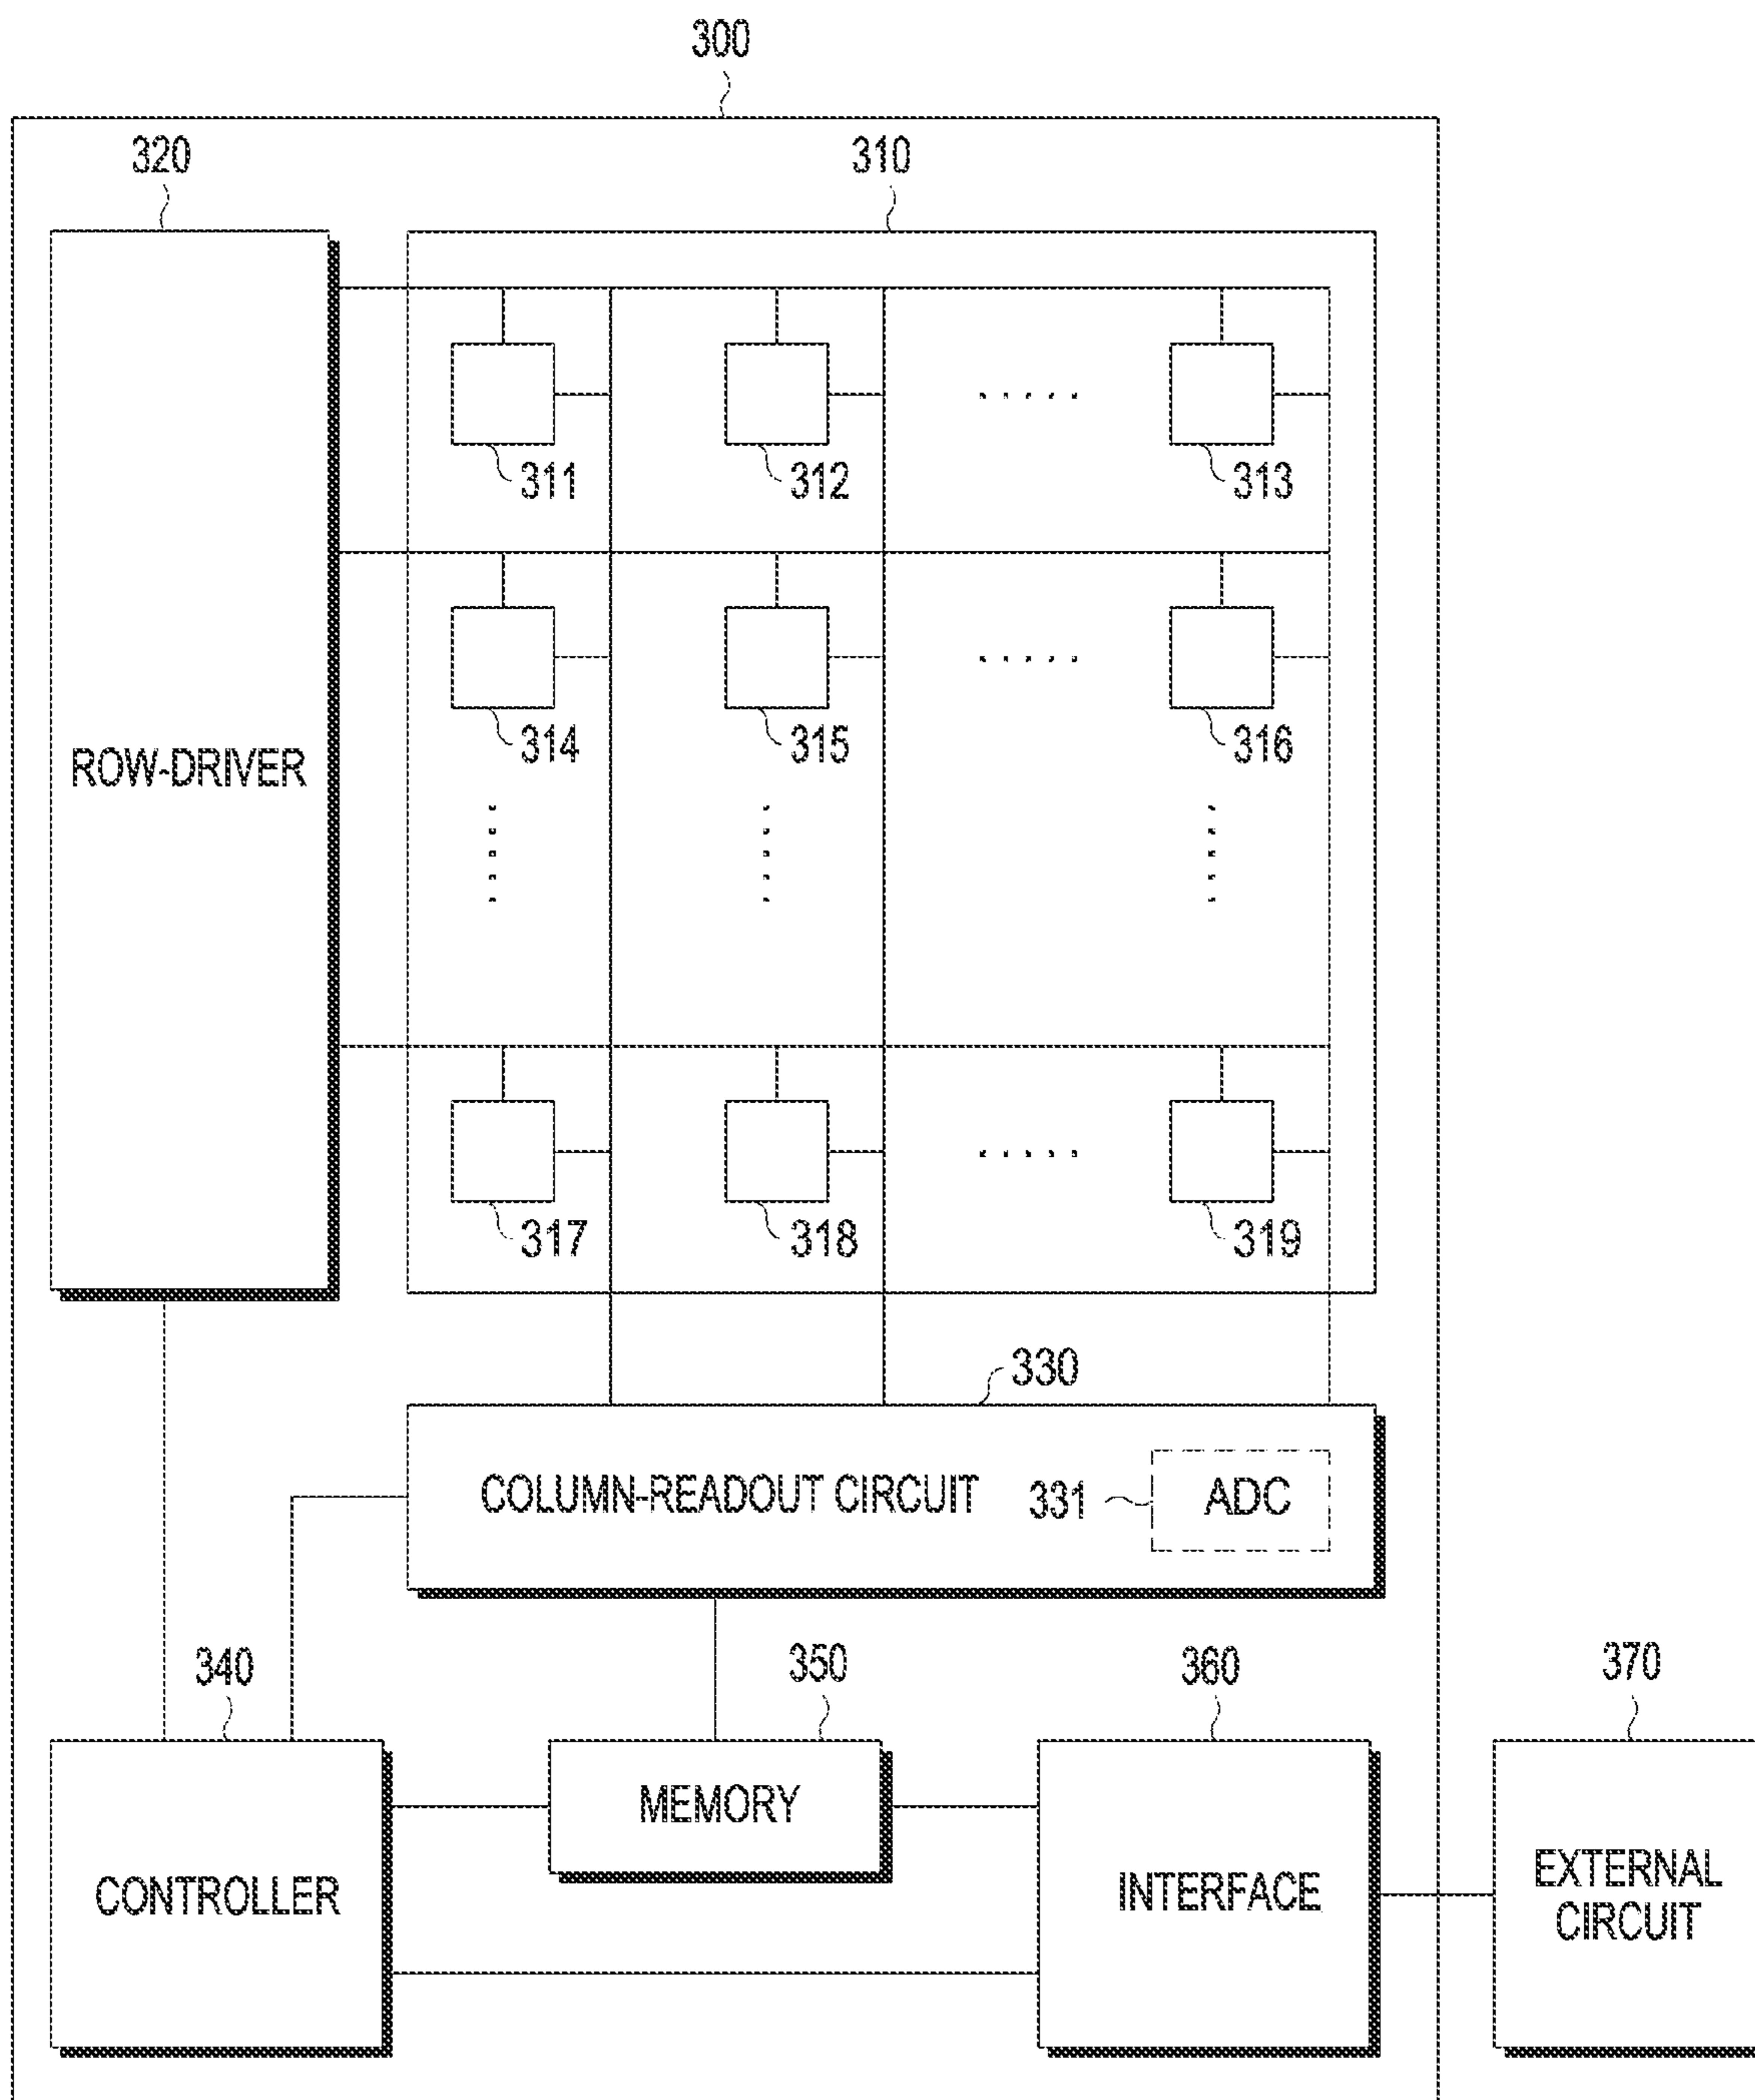 300
320
310
311
312
313
314
315
316
ROW-DRIVER
317
318
319
330
COLUMN-READOUT CIRCUIT
331
ADC
340
350
360
370
MEMORY
CONTROLLER
INTERFACE
EXTERNAL
CIRCUIT